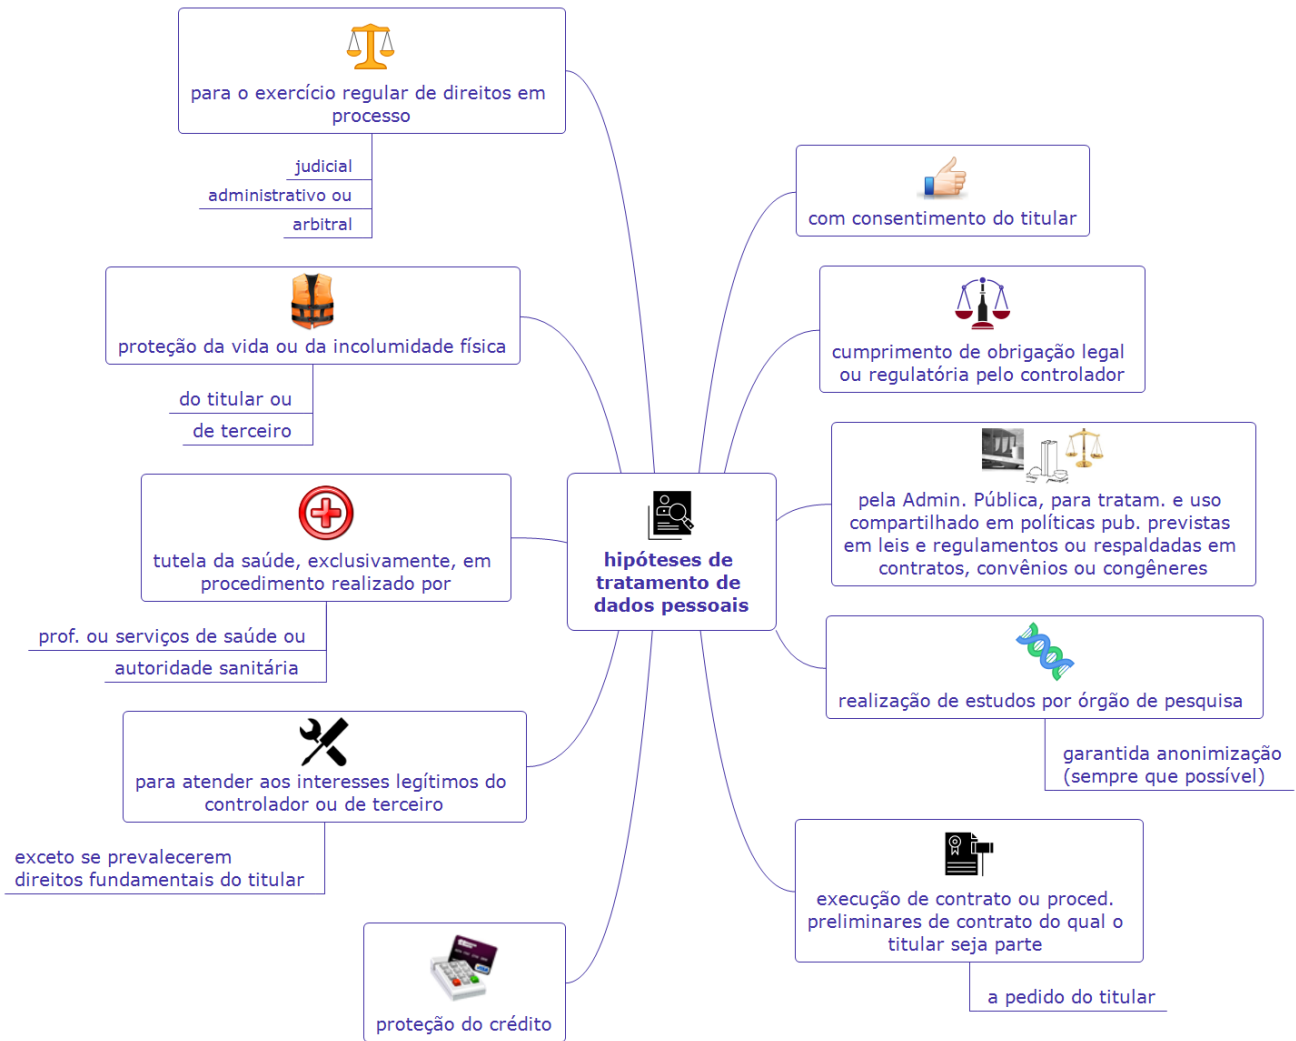 para o exercício regular de direitos em
processo
judicial
administrativo ou
arbitral
proteção da vida ou da incolumidade física
do titular ou
de terceiro
tutela da saúde, exclusivamente, em
procedimento realizado por
prof. ou serviços de saúde ou
autoridade sanitária
para atender aos interesses legítimos do
controlador ou de terceiro
exceto se prevalecerem
direitos fundamentais do titular
proteção do crédito
hipóteses de
tratamento de
dados pessoais
com consentimento do titular
cumprimento de obrigação legal
ou regulatória pelo controlador
pela Admin. Pública, para tratam. e uso
compartilhado em políticas pub. previstas
em leis e regulamentos ou respaldadas em
contratos, convênios ou congêneres
realização de estudos por órgão de pesquisa
garantida anonimização
(sempre que possível)
execução de contrato ou proced.
preliminares de contrato do qual o
titular seja parte
a pedido do titular